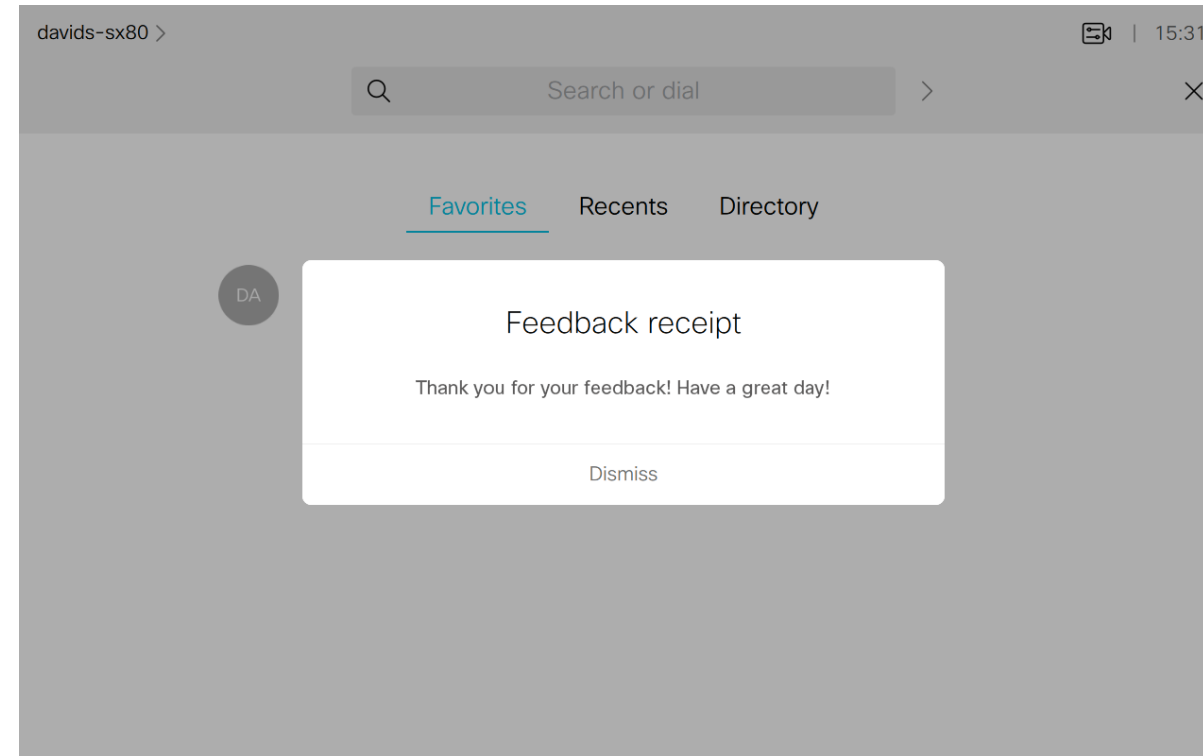 davids-sx80
15:31
Search or dial
Favorites Recents Directory
DA
Feedback receipt
Thank you for your feedback! Have a great day!
Dismiss